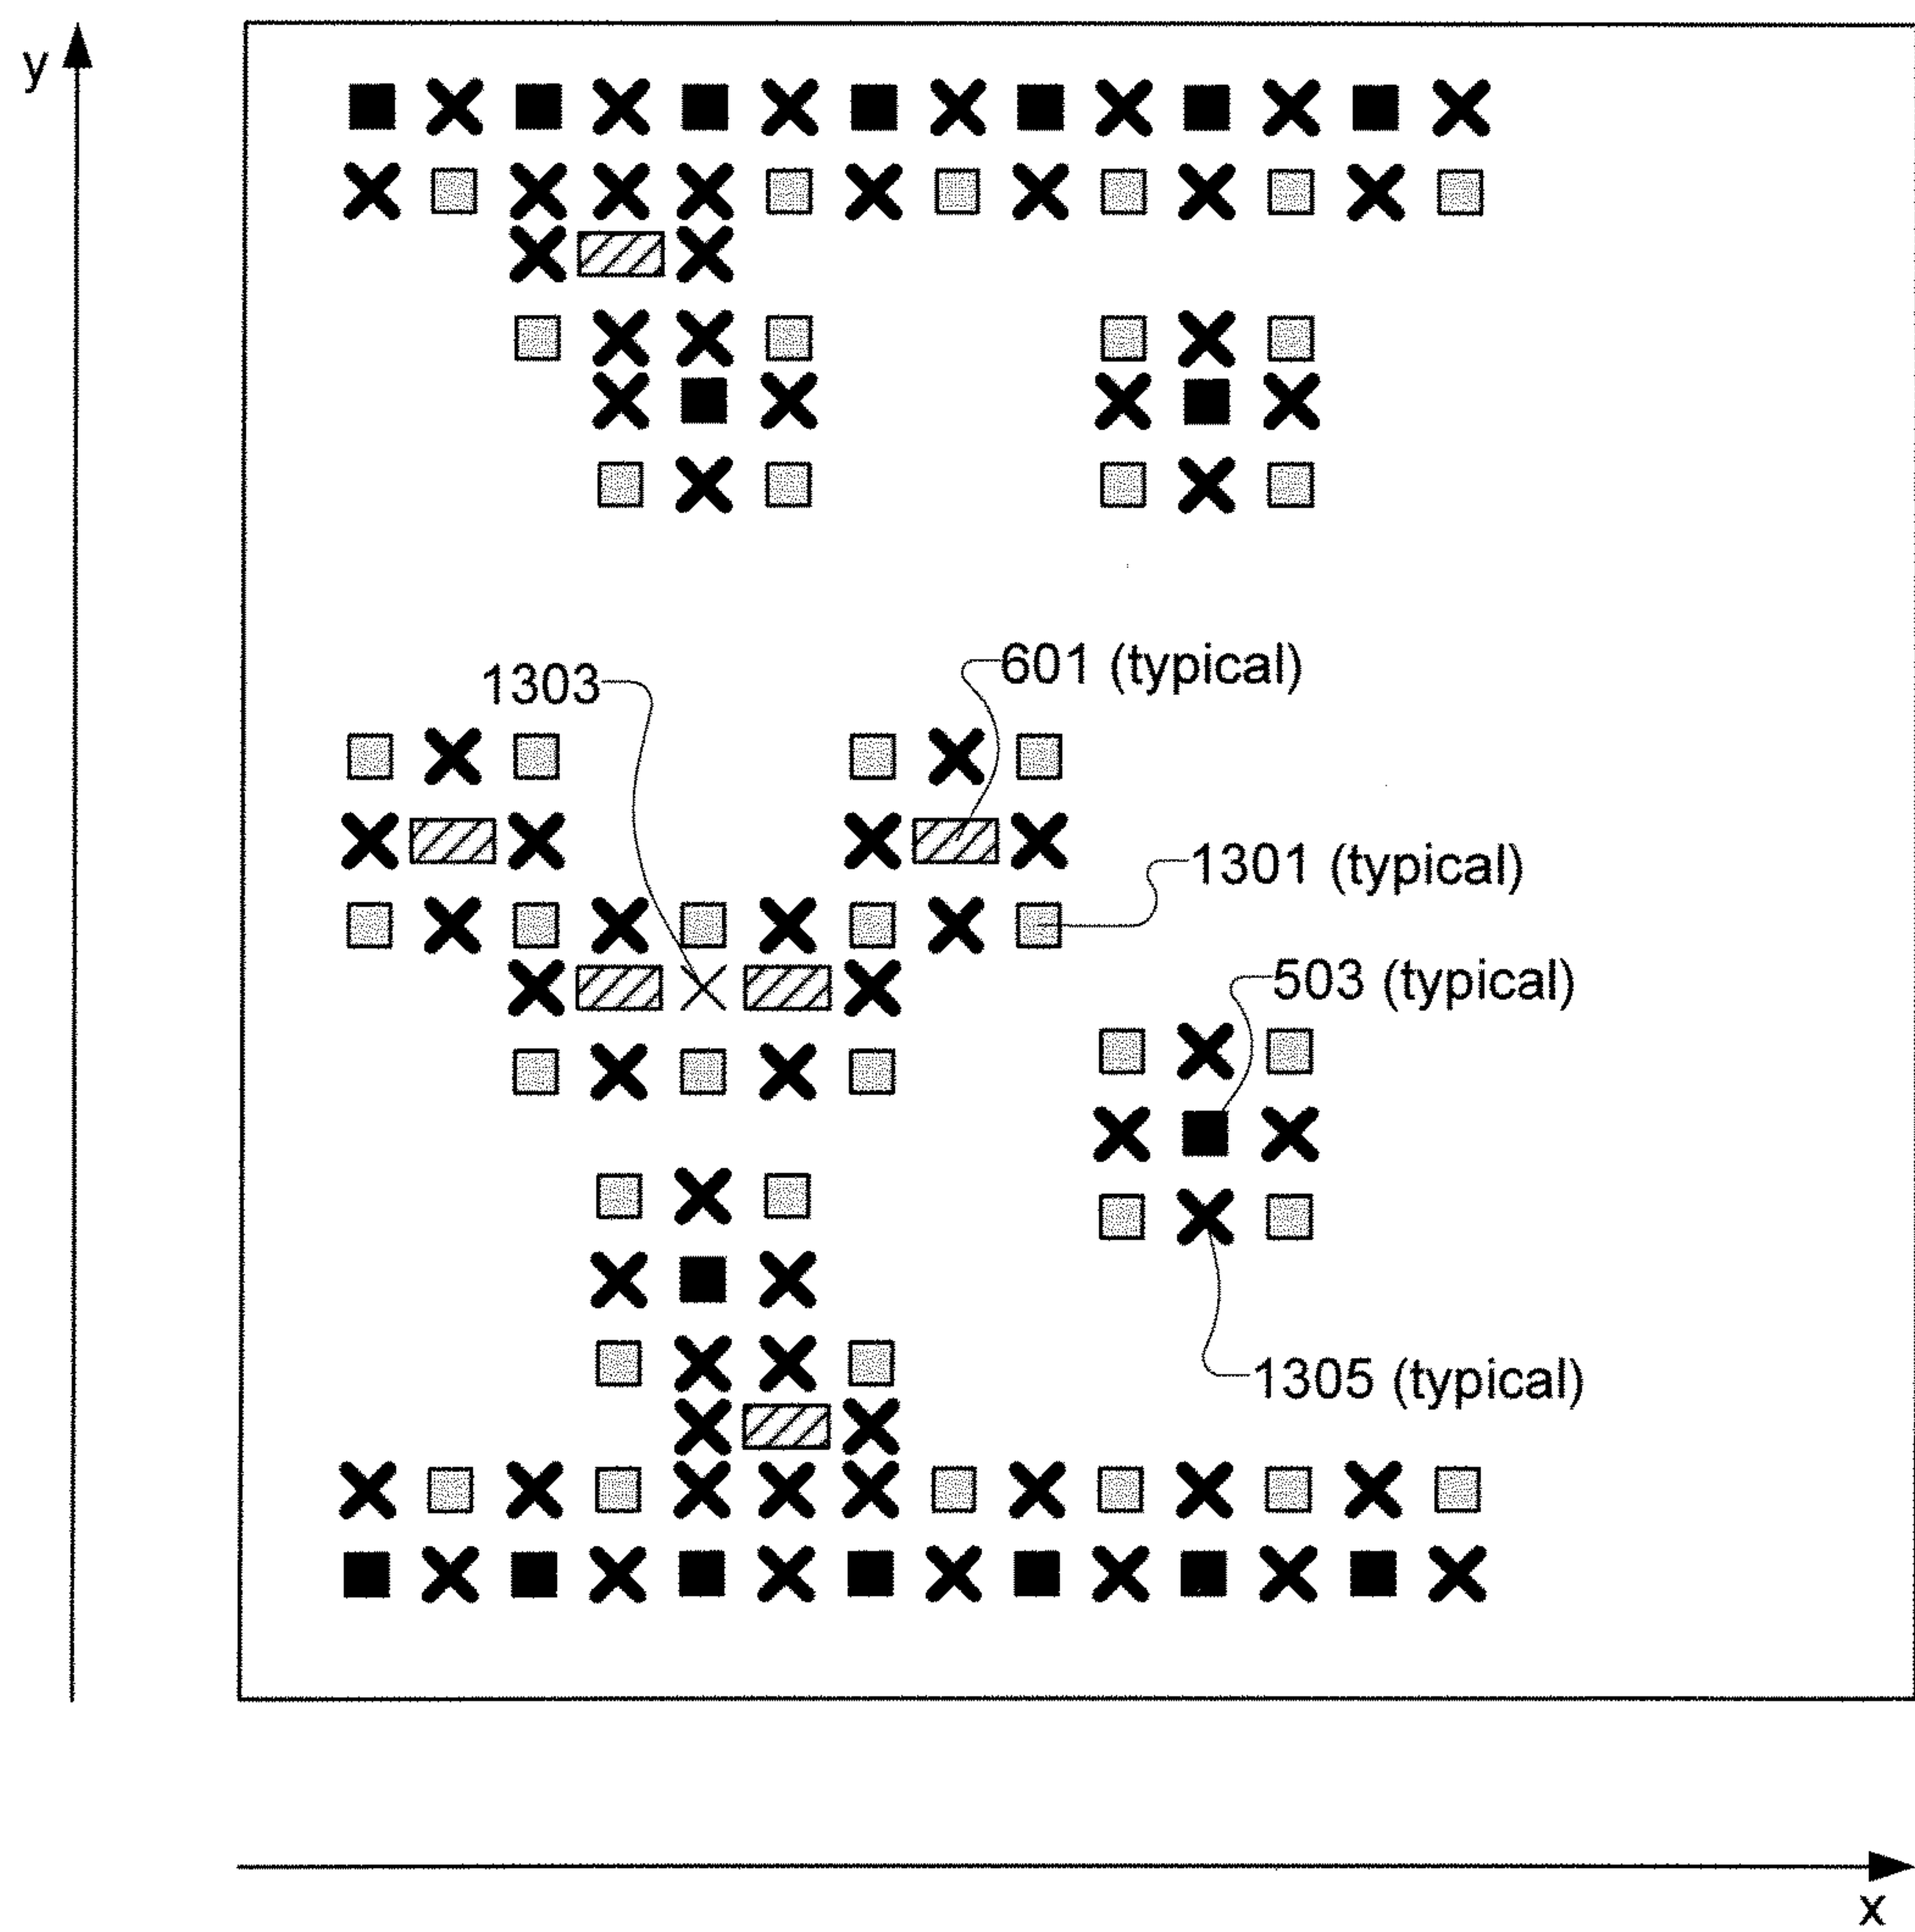 y
601 (typical)
1303
1301 (typical)
503 (typical)
1305 (typical)
x